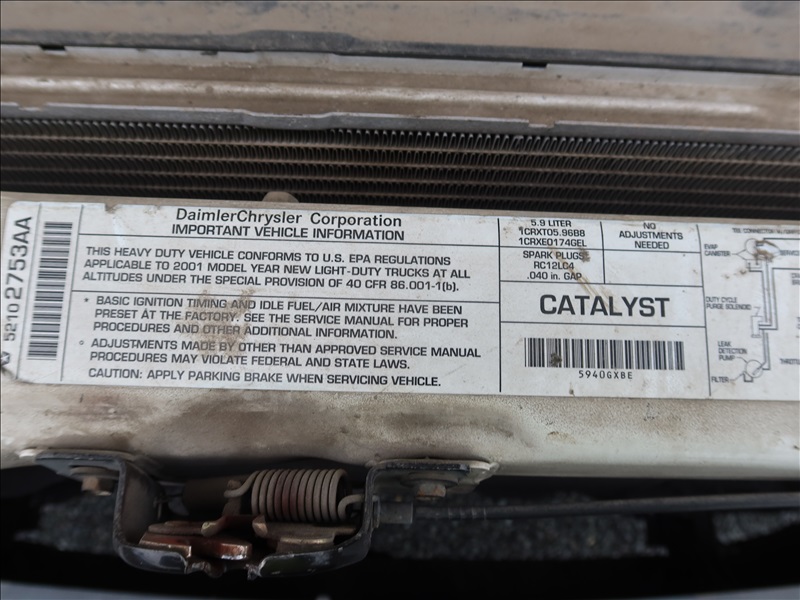 52102753AA
DaimlerChrysler Corporation
IMPORTANT VEHICLE INFORMATION
THIS HEAVY DUTY VEHICLE CONFORMS TO U.S. EPA REGULATIONS
APPLICABLE TO 2001 MODEL YEAR NEW LIGHT-DUTY TRUCKS AT ALL
ALTITUDES UNDER THE SPECIAL PROVISION OF 40 CFR 86.001-1(b).
* BASIC IGNITION TIMING AND IDLE FUEL/AIR MIXTURE HAVE BEEN
PRESET AT THE FACTORY. SEE THE SERVICE MANUAL FOR PROPER
PROCEDURES AND OTHER ADDITIONAL INFORMATION.
° ADJUSTMENTS MADE BY OTHER THAN APPROVED SERVICE MANUAL
PROCEDURES MAY VIOLATE FEDERAL AND STATE LAWS.
CAUTION: APPLY PARKING BRAKE WHEN SERVICING VEHICLE.
5.9 LITER
1CRXT05.96B8
1CRXE0174GEL
SPARK PLUGS
RC12LC4
.040 in. GAP
NO
ADJUSTMENTS
NEEDED
CATALYST
5940GXBE
EVAP
CANISTER
DUTY CYCLE
PURGE SOLENOID
LEAK
DETECTION
PUMP
FILTER